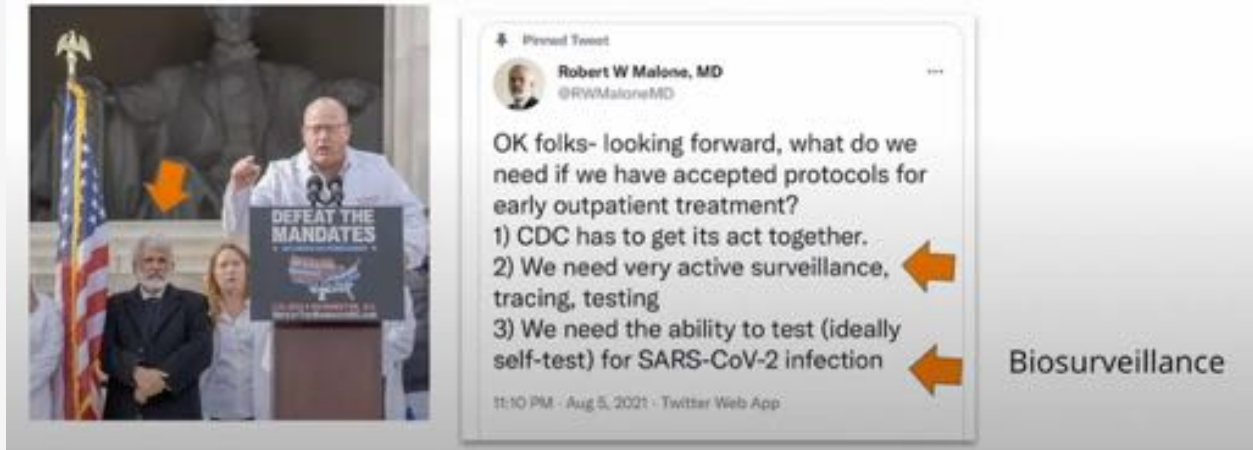 DEFEAT THE
MANDATES
Pinned Tweet
Robert W Malone, MD
@RWMaloneMD
OK folks- looking forward, what do we
need if we have accepted protocols for
early outpatient treatment?
1) CDC has to get its act together.
2) We need very active surveillance,
tracing, testing
3) We need the ability to test (ideally
self-test) for SARS-CoV-2 infection
11:10 PM · Aug 5, 2021 · Twitter Web App
Biosurveillance